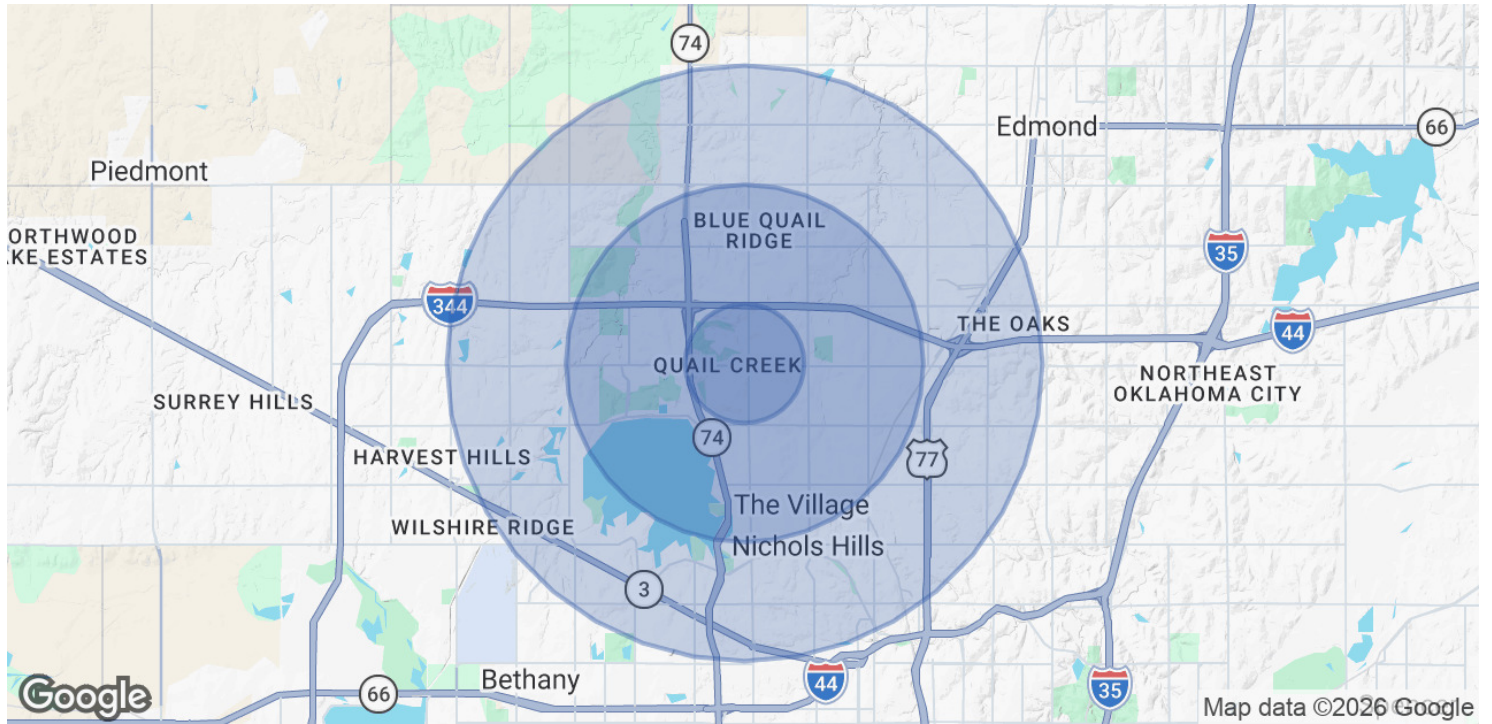 74
Edmond
66
Piedmont
BLUE QUAIL
RIDGE
ORTHWOOD
KE ESTATES
35
344
THE OAKS
44
QUAIL CREEK
NORTHEAST
OKLAHOMA CITY
SURREY HILLS
74
HARVEST HILLS
77
The Village
WILSHIRE RIDGE
Nichols Hills
3
Bethany
44
35
66
Google
Map data ©2026 Google